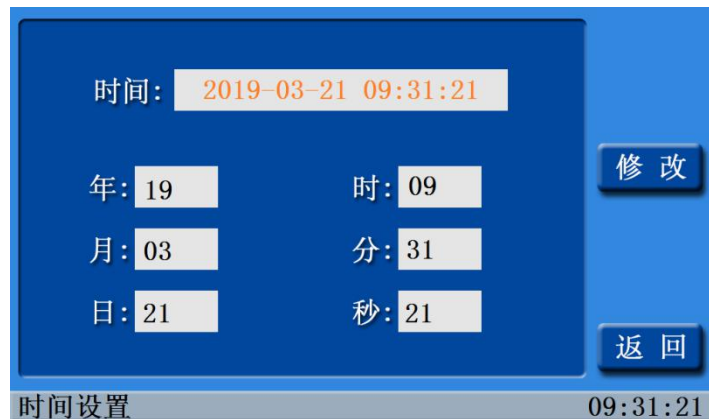 时间: 2019-03-21 09:31:21
年: 19 时: 09
修 改
月: 03 分: 31
日: 21 秒: 21
返 回
时间设置 09:31:21